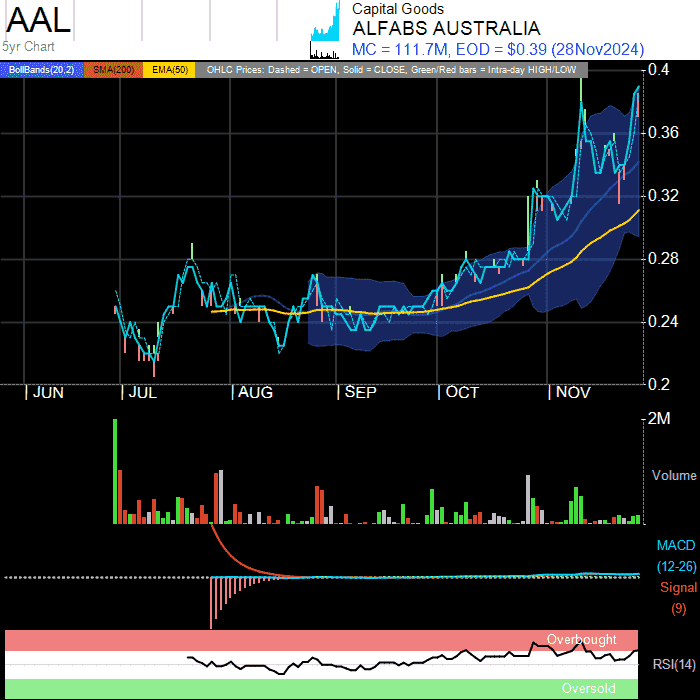 AAL
5yr Chart
Capital Goods
ALFABS AUSTRALIA
MC = 111.7M, EOD = $0.39 (28Nov2024)
BollBands(20,2) SMA(200) EMA(50) OHLC Prices: Dashed = OPEN, Solid = CLOSE, Green/Red bars = Intra-day HIGH/LOW
0.4
0.36
0.32
0.28
0.24
0.2
JUN JUL AUG SEP OCT NOV
2M
Volume
MACD
(12-26)
Signal
(9)
Overbought
RSI(14)
Oversold